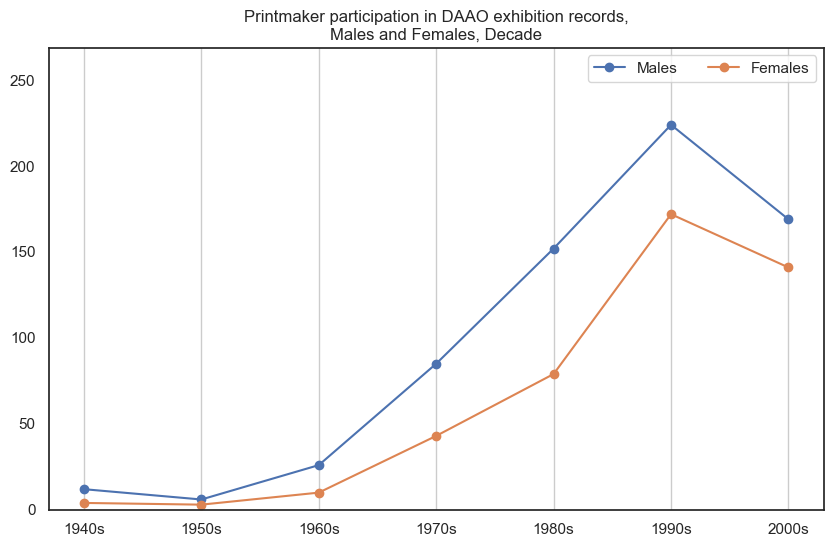 Printmaker participation in DAAO exhibition records,
Males and Females, Decade
Males
Females
250
200
150
100
50
0
1940s
1950s
1960s
1970s
1980s
1990s
2000s